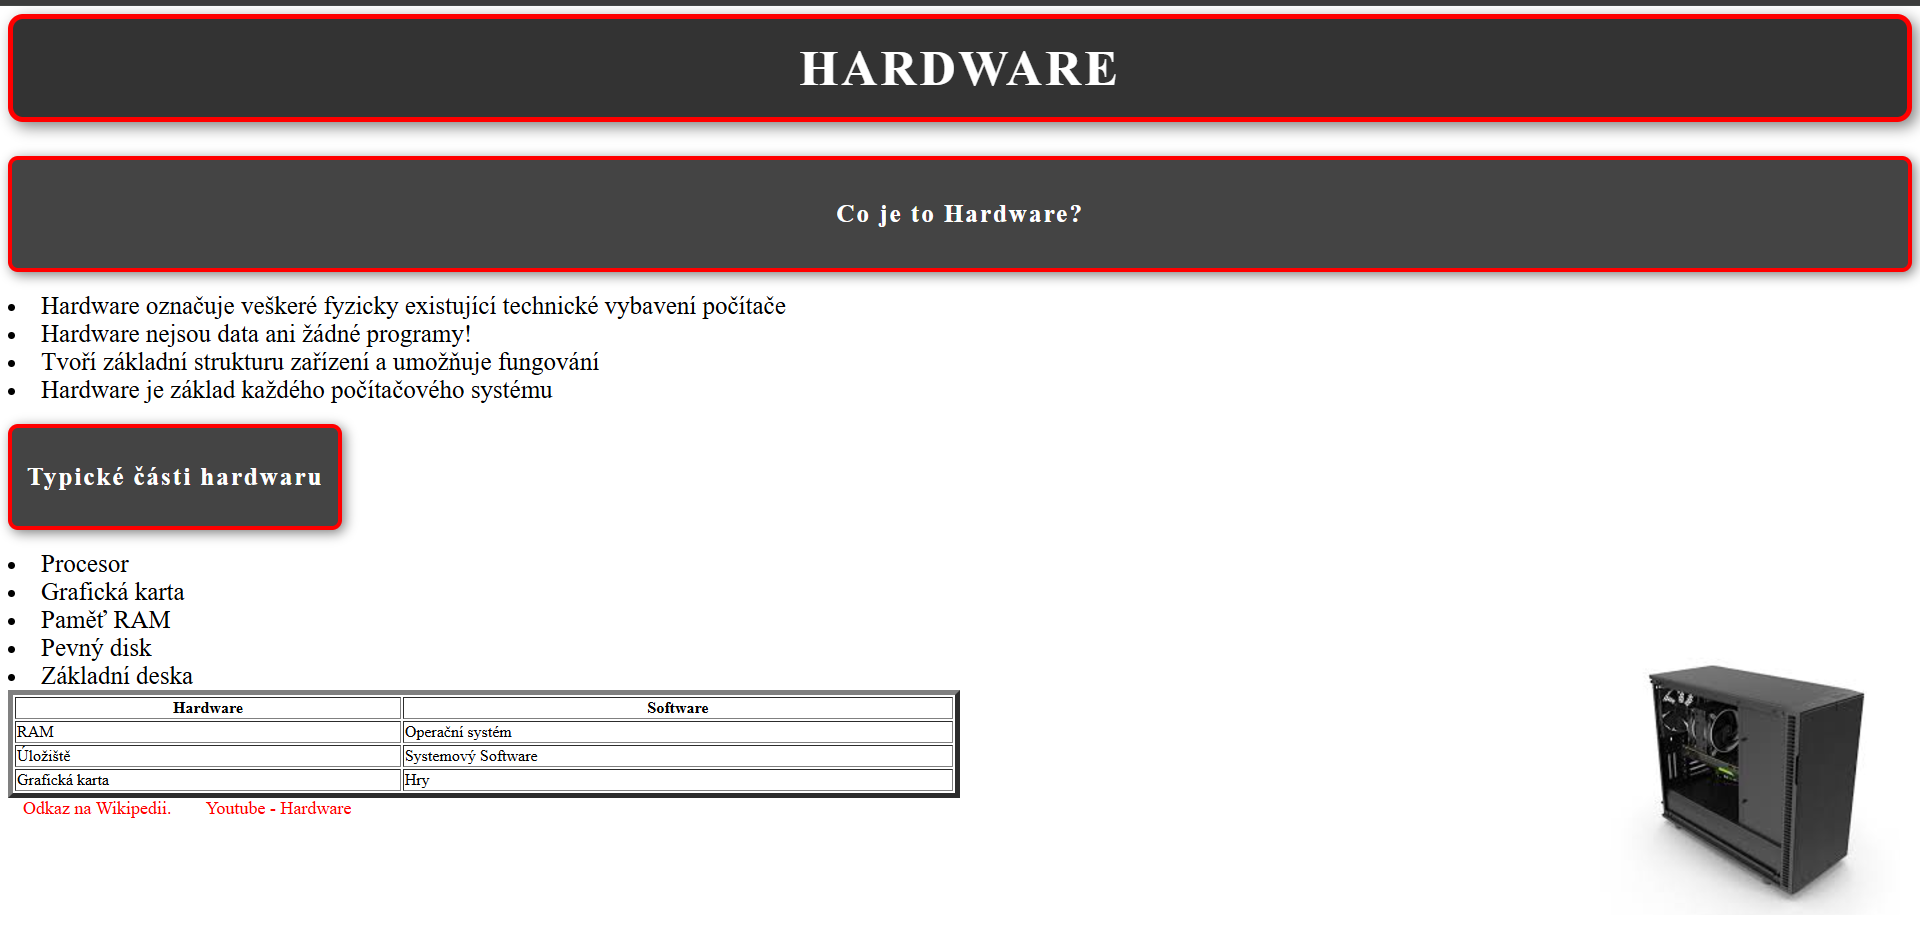 HARDWARE
Co je to Hardware?
Hardware označuje veškeré fyzicky existující technické vybavení počítače
Hardware nejsou data ani žádné programy!
Tvoří základní strukturu zařízení a umožňuje fungování
Hardware je základ každého počítačového systému
Typické části hardwaru
Procesor
Grafická karta
Paměť RAM
Pevný disk
Základní deska
Hardware Software
RAM Operační systém
Úložiště Systemový Software
Grafická karta Hry
Odkaz na Wikipedii. Youtube - Hardware